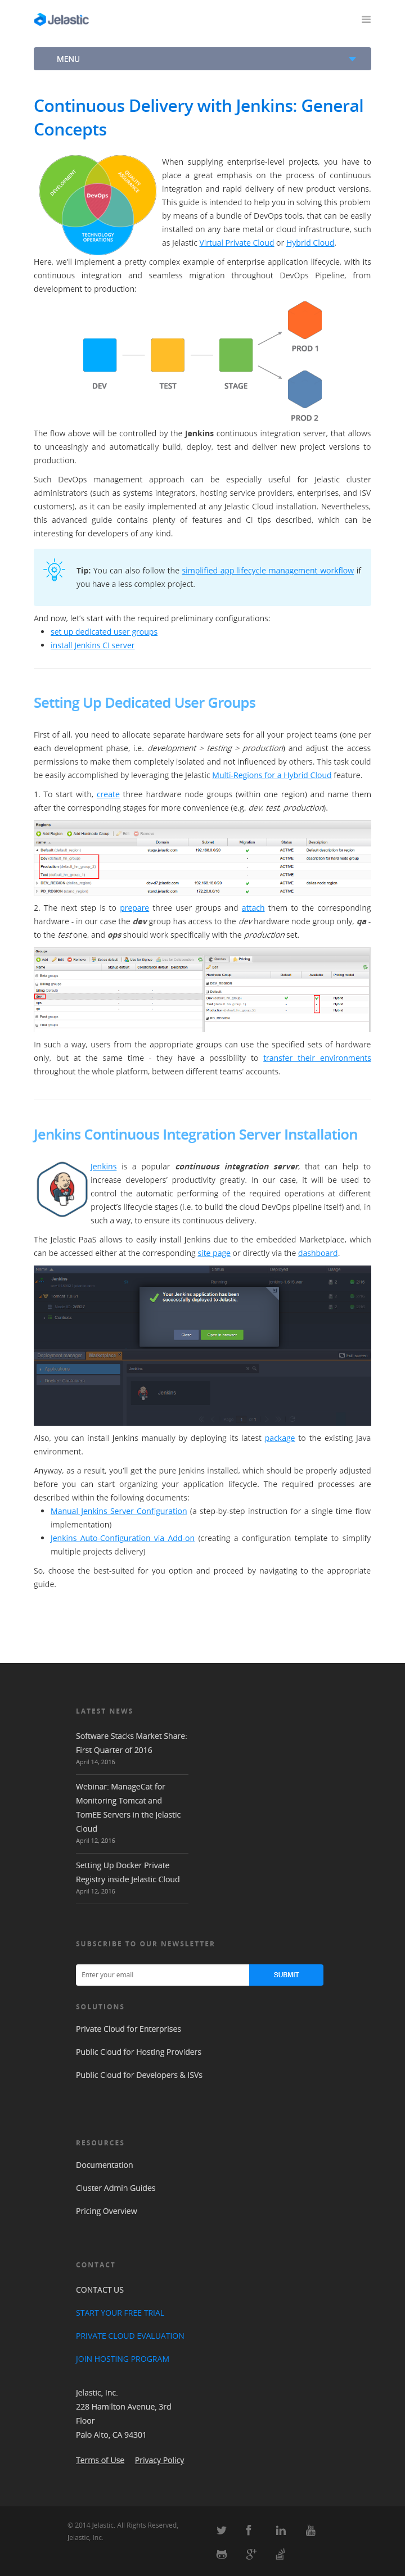 Jelastic
MENU
Continuous Delivery with Jenkins: General
Concepts
DEVELOPMENT
QUALITY
ASSURANCE
DevOps
TECHNOLOGY
OPERATIONS
When supplying enterprise-level projects, you have to
place a great emphasis on the process of continuous
integration and rapid delivery of new product versions.
This guide is intended to help you in solving this problem
by means of a bundle of DevOps tools, that can be easily
installed on any bare metal or cloud infrastructure, such
as Jelastic Virtual Private Cloud or Hybrid Cloud.
Here, we'll implement a pretty complex example of enterprise application lifecycle, with its
continuous integration and seamless migration throughout DevOps Pipeline, from
development to production:
DEV
TEST
STAGE
PROD 1
PROD 2
The flow above will be controlled by the Jenkins continuous integration server, that allows
to unceasingly and automatically build, deploy, test and deliver new project versions to
production.
Such DevOps management approach can be especially useful for Jelastic cluster
administrators (such as system integrators, hosting service providers, enterprises, and ISV
customers), as it can be easily implemented at any Jelastic Cloud installation. Nevertheless,
this advanced guide contains plenty of features and CI tips described, which can be
interesting for developers of any kind.
Tip: You can also follow the simplified app lifecycle management workflow if
you have a less complex project.
And now, let's start with the required preliminary configurations:
set up dedicated user groups
install Jenkins CI server
Setting Up Dedicated User Groups
First of all, you need to allocate separate hardware sets for all your project teams (one per
each development phase, i.e. development > testing > production) and adjust the access
permissions to make them completely isolated and not influenced by others. This task could
be easily accomplished by leveraging the Jelastic Multi-Regions for a Hybrid Cloud feature.
1. To start with, create three hardware node groups (within one region) and name them
after the corresponding stages for more convenience (e.g. dev, test, production).
Regions
Add Region Add Hardware Group Edit Remove
Name Domain Subnet Migration Status Description
2. The next step is to prepare three user groups and attach them to the corresponding
hardware - in our case the dev group has access to the dev hardware node group only, qa -
to the test one, and ops should work specifically with the production set.
Groups
In such a way, users from the appropriate groups can use the specified sets of hardware
only, but at the same time - they have a possibility to transfer their environments
throughout the whole platform, between different teams' accounts.
Jenkins Continuous Integration Server Installation
Jenkins is a popular continuous integration server, that can help to
increase developers' productivity greatly. In our case, it will be used to
control the automatic performing of the required operations at different
project's lifecycle stages (i.e. to build the cloud DevOps pipeline itself) and, in
such a way, to ensure its continuous delivery.
The Jelastic PaaS allows to easily install Jenkins due to the embedded Marketplace, which
can be accessed either at the corresponding site page or directly via the dashboard.
Your Jenkins application has been
successfully deployed to Jelastic.
Jenkins
Also, you can install Jenkins manually by deploying its latest package to the existing Java
environment.
Anyway, as a result, you'll get the pure Jenkins installed, which should be properly adjusted
before you can start organizing your application lifecycle. The required processes are
described within the following documents:
Manual Jenkins Server Configuration (a step-by-step instruction for a single time flow
implementation)
Jenkins Auto-Configuration via Add-on (creating a configuration template to simplify
multiple projects delivery)
So, choose the best-suited for you option and proceed by navigating to the appropriate
guide.
LATEST NEWS
Software Stacks Market Share:
First Quarter of 2016
April 14, 2016
Webinar: ManageCat for
Monitoring Tomcat and
TomEE Servers in the Jelastic
Cloud
April 12, 2016
Setting Up Docker Private
Registry inside Jelastic Cloud
April 12, 2016
SUBSCRIBE TO OUR NEWSLETTER
Enter your email
SUBMIT
SOLUTIONS
Private Cloud for Enterprises
Public Cloud for Hosting Providers
Public Cloud for Developers & ISVs
RESOURCES
Documentation
Cluster Admin Guides
Pricing Overview
CONTACT
CONTACT US
START YOUR FREE TRIAL
PRIVATE CLOUD EVALUATION
JOIN HOSTING PROGRAM
Jelastic, Inc.
228 Hamilton Avenue, 3rd
Floor
Palo Alto, CA 94301
Terms of Use Privacy Policy
© 2014 Jelastic. All Rights Reserved,
Jelastic, Inc.